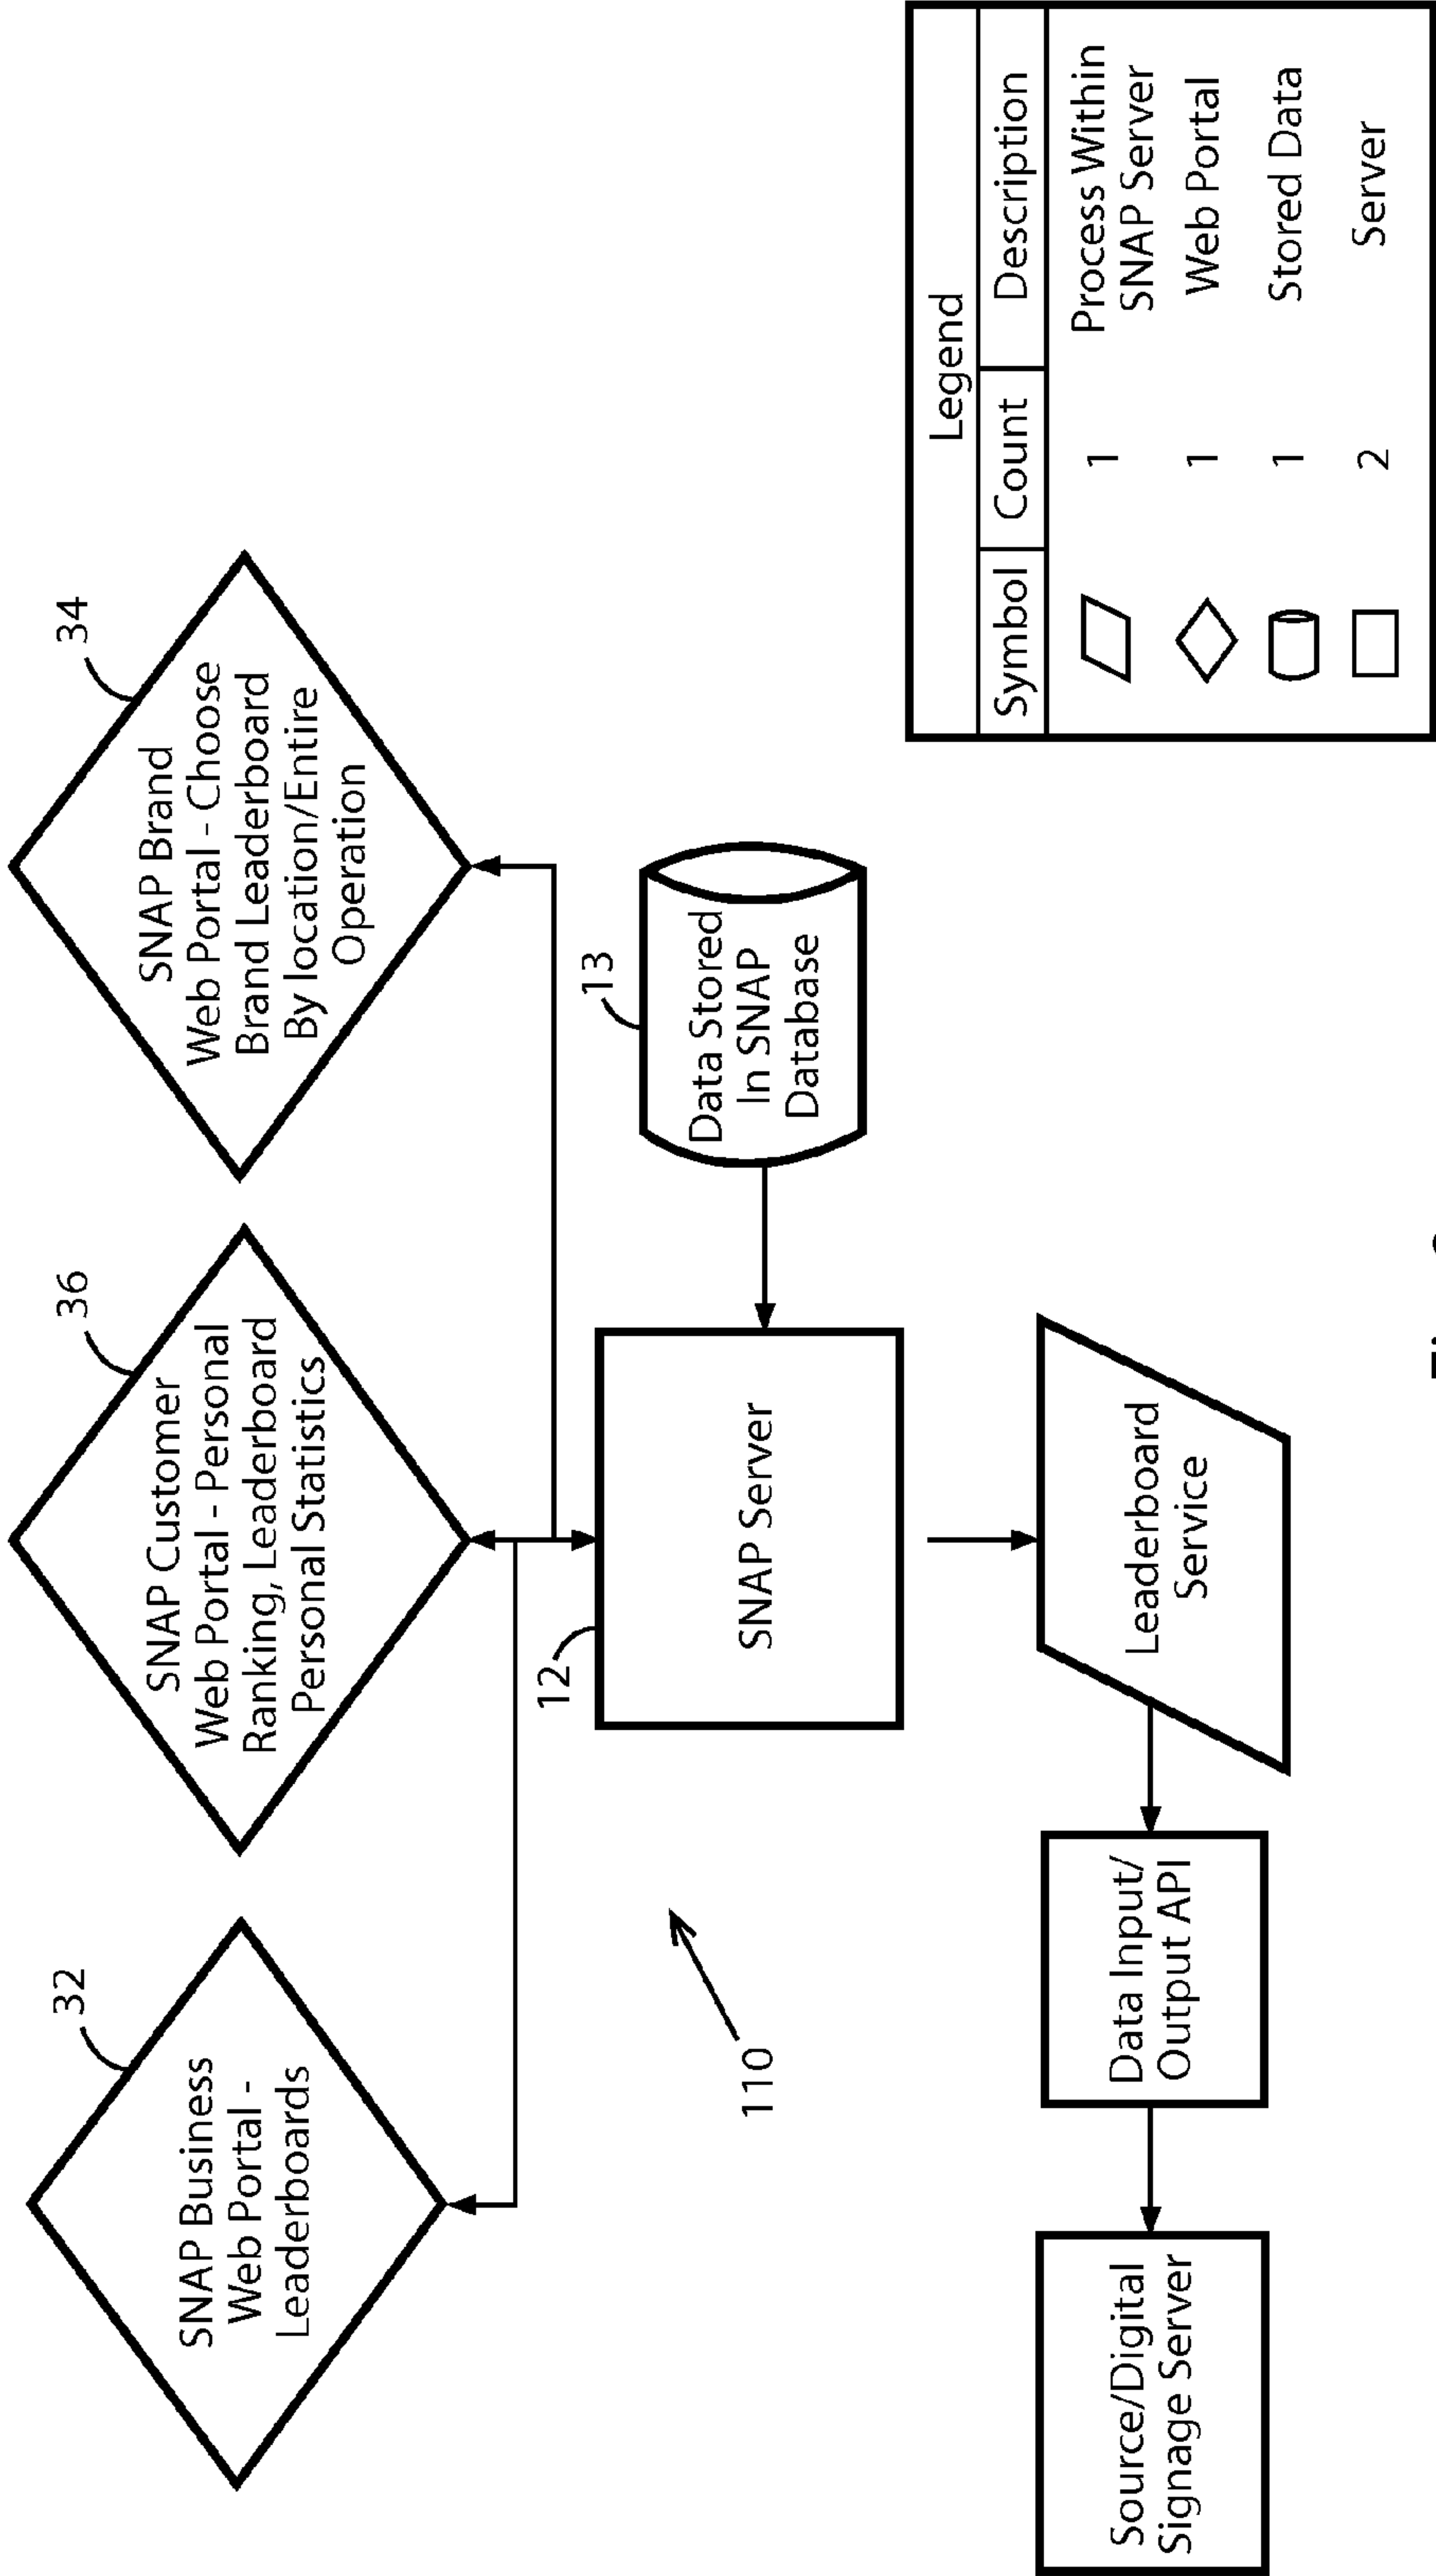 32
SNAP Business
Web Portal -
Leaderboards
36
SNAP Customer
Web Portal - Personal
Ranking, Leaderboard
Personal Statistics
34
SNAP Brand
Web Portal - Choose
Brand Leaderboard
By location/Entire
Operation
12
SNAP Server
13
Data Stored
In SNAP
Database
110
Source/Digital
Signage Server
Data Input/
Output API
Leaderboard
Service
Legend
Symbol Count Description
1 Process Within
SNAP Server
1 Web Portal
1 Stored Data
2 Server